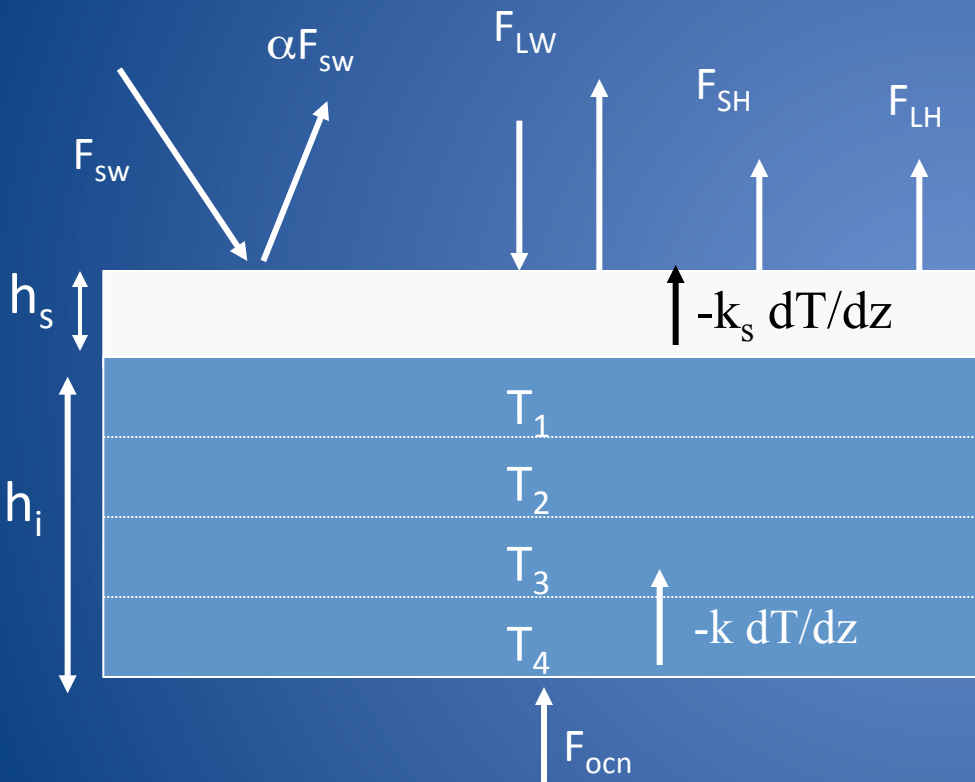 αF_sw
F_LW
F_SH
F_LH
F_sw
h_s
-k_s dT/dz
T_1
T_2
h_i
T_3
-k dT/dz
T_4
F_ocn